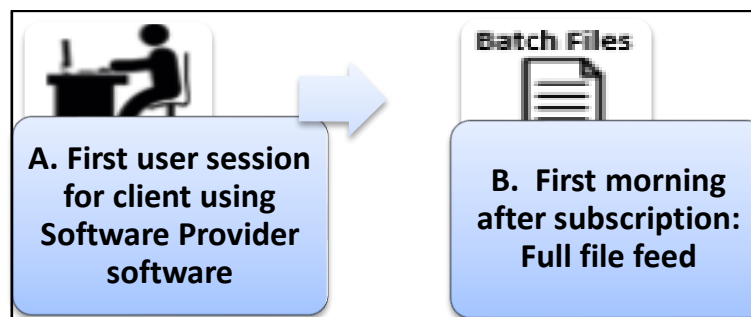 A. First user session
for client using
Software Provider
software
Batch Files
B. First morning
after subscription:
Full file feed